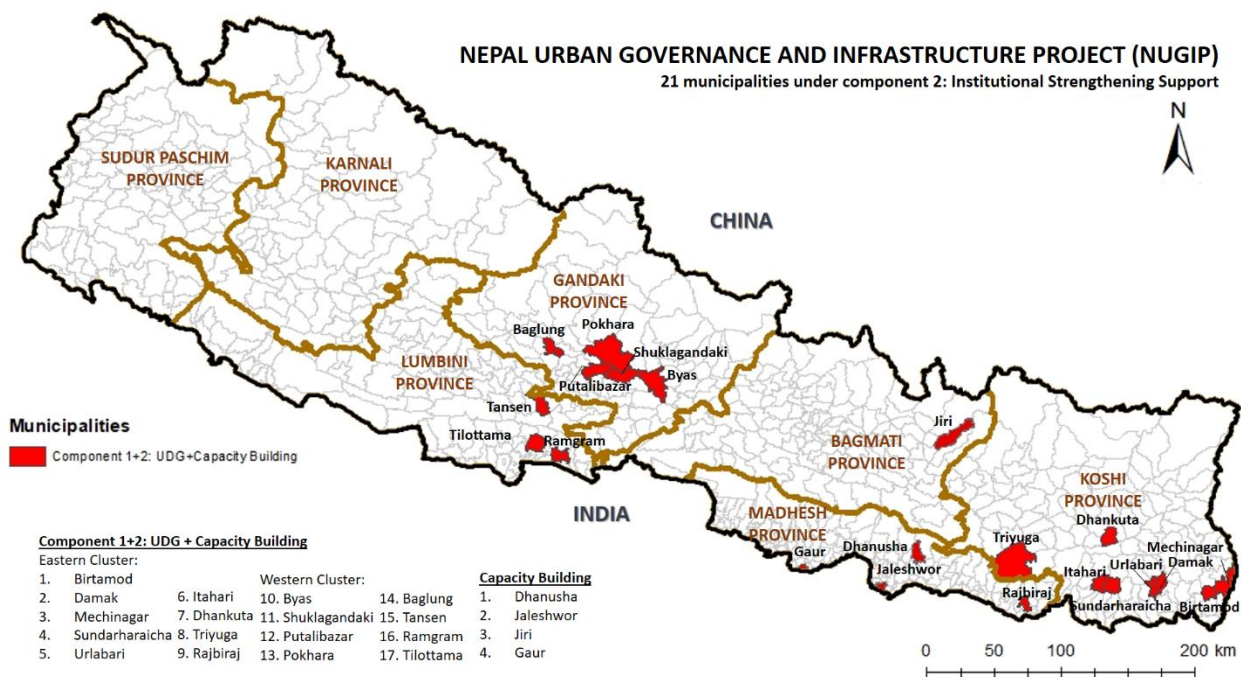 NEPAL URBAN GOVERNANCE AND INFRASTRUCTURE PROJECT (NUGIP)
21 municipalities under component 2: Institutional Strengthening Support
N
SUDUR PASCHIM
PROVINCE
KARNALI
PROVINCE
CHINA
GANDAKI
PROVINCE
Baglung
Pokhara
Shuklagandaki
Putalibazar
Byas
LUMBINI
PROVINCE
Tansen
Tilottama
Ramgram
Jiri
BAGMATI
PROVINCE
KOSHI
PROVINCE
INDIA
MADHESH
PROVINCE
Dhankuta
Triyuga
Gaur
Dhanusha
Jaleshwor
Rajbiraj
Itahari
Urlabari
Mechinagar
Damak
Sundarharaicha
Birtamod
Municipalities
Component 1+2: UDG+Capacity Building
Component 1+2: UDG + Capacity Building
Eastern Cluster:
1. Birtamod
2. Damak
3. Mechinagar
4. Sundarharaicha
5. Urlabari
6. Itahari
7. Dhankuta
8. Triyuga
9. Rajbiraj
Western Cluster:
10. Byas
11. Shuklagandaki
12. Putalibazar
13. Pokhara
14. Baglung
15. Tansen
16. Ramgram
17. Tilottama
Capacity Building
1. Dhanusha
2. Jaleshwor
3. Jiri
4. Gaur
0 50 100 200 km